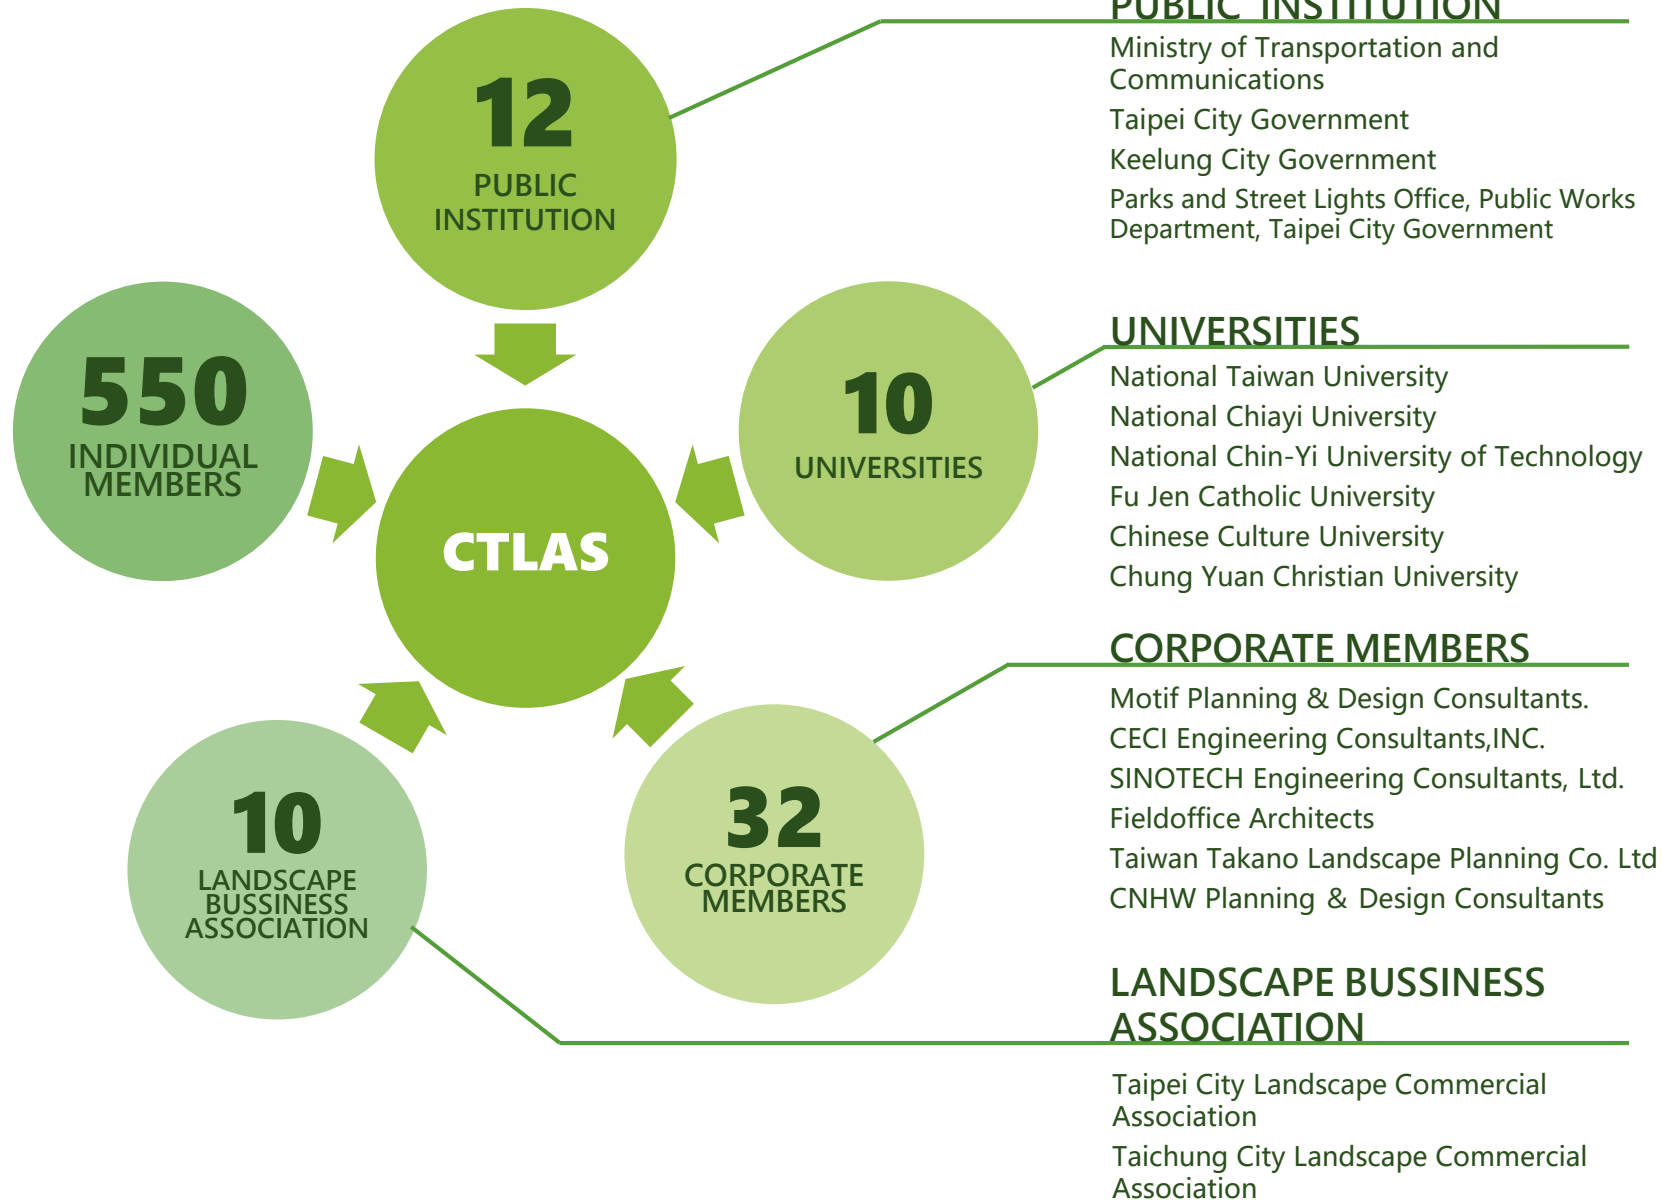 12
PUBLIC
INSTITUTION
550
INDIVIDUAL
MEMBERS
10
UNIVERSITIES
CTLAS
10
LANDSCAPE
BUSSINESS
ASSOCIATION
32
CORPORATE
MEMBERS
PUBLIC INSTITUTION
Ministry of Transportation and
Communications
Taipei City Government
Keelung City Government
Parks and Street Lights Office, Public Works
Department, Taipei City Government
UNIVERSITIES
National Taiwan University
National Chiayi University
National Chin-Yi University of Technology
Fu Jen Catholic University
Chinese Culture University
Chung Yuan Christian University
CORPORATE MEMBERS
Motif Planning & Design Consultants.
CECI Engineering Consultants,INC.
SINOTECH Engineering Consultants, Ltd.
Fieldoffice Architects
Taiwan Takano Landscape Planning Co. Ltd
CNHW Planning & Design Consultants
LANDSCAPE BUSSINESS
ASSOCIATION
Taipei City Landscape Commercial
Association
Taichung City Landscape Commercial
Association